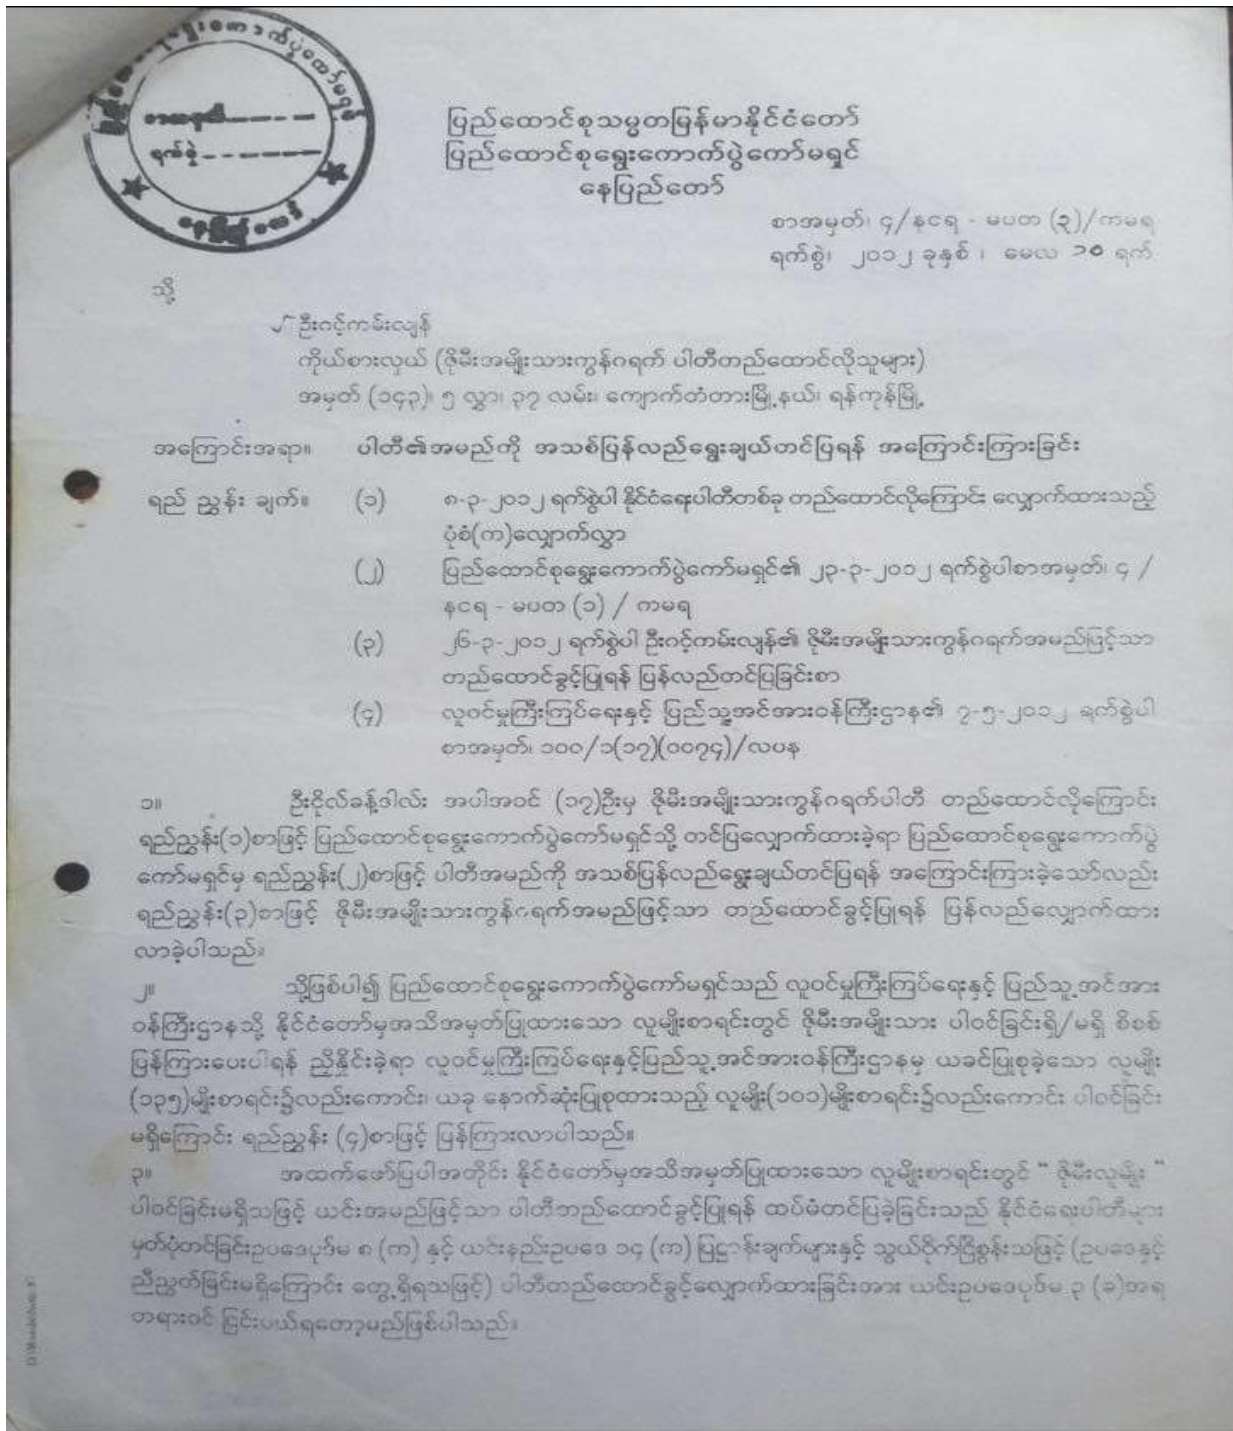 ပြည်ထောင်စုသမ္မတမြန်မာနိုင်ငံတော်
ပြည်ထောင်စုရွေးကောက်ပွဲကော်မရှင်
နေပြည်တော်
စာအမှတ်၊ ၄/နငရ - မပတ (၃)/ကမရ
ရက်စွဲ၊ ၂၀၁၂ ခုနှစ် ၊ မေလ ၁၀ ရက်
သို့
ဦးဂင့်ကမ်းလျန်
ကိုယ်စားလှယ် (ဇိုမီးအမျိုးသားကွန်ဂရက် ပါတီတည်ထောင်လိုသူများ)
အမှတ် (၁၄၃)၊ ၅ လွှာ၊ ၃၇ လမ်း၊ ကျောက်တံတားမြို့နယ်၊ ရန်ကုန်မြို့
အကြောင်းအရာ။ ပါတီ၏အမည်ကို အသစ်ပြန်လည်ရွေးချယ်တင်ပြရန် အကြောင်းကြားခြင်း
ရည် ညွှန်း ချက်။ (၁) ၈-၃-၂၀၁၂ ရက်စွဲပါ နိုင်ငံရေးပါတီတစ်ခု တည်ထောင်လိုကြောင်း လျှောက်ထားသည့်
ပုံစံ(က)လျှောက်လွှာ
(၂) ပြည်ထောင်စုရွေးကောက်ပွဲကော်မရှင်၏ ၂၃-၃-၂၀၁၂ ရက်စွဲပါစာအမှတ်၊ ၄ /
နငရ - မပတ (၁) / ကမရ
(၃) ၂၆-၃-၂၀၁၂ ရက်စွဲပါ ဦးဂင့်ကမ်းလျန်၏ ဇိုမီးအမျိုးသားကွန်ဂရက်အမည်ဖြင့်သာ
တည်ထောင်ခွင့်ပြုရန် ပြန်လည်တင်ပြခြင်းစာ
(၄) လူဝင်မှုကြီးကြပ်ရေးနှင့် ပြည်သူ့အင်အားဝန်ကြီးဌာန၏ ၇-၅-၂၀၁၂ ရက်စွဲပါ
စာအမှတ်၊ ၁၀၀/၁(၁၇)(၀၀၇၄)/လပန
၁။ ဦးငိုလ်ခန့်ဒါလ်း အပါအဝင် (၁၇)ဦးမှ ဇိုမီးအမျိုးသားကွန်ဂရက်ပါတီ တည်ထောင်လိုကြောင်း
ရည်ညွှန်း(၁)စာဖြင့် ပြည်ထောင်စုရွေးကောက်ပွဲကော်မရှင်သို့ တင်ပြလျှောက်ထားခဲ့ရာ ပြည်ထောင်စုရွေးကောက်ပွဲ
ကော်မရှင်မှ ရည်ညွှန်း(၂)စာဖြင့် ပါတီအမည်ကို အသစ်ပြန်လည်ရွေးချယ်တင်ပြရန် အကြောင်းကြားခဲ့သော်လည်း
ရည်ညွှန်း(၃)စာဖြင့် ဇိုမီးအမျိုးသားကွန်ဂရက်အမည်ဖြင့်သာ တည်ထောင်ခွင့်ပြုရန် ပြန်လည်လျှောက်ထား
လာခဲ့ပါသည်။
၂။ သို့ဖြစ်ပါ၍ ပြည်ထောင်စုရွေးကောက်ပွဲကော်မရှင်သည် လူဝင်မှုကြီးကြပ်ရေးနှင့် ပြည်သူ့အင်အား
ဝန်ကြီးဌာနသို့ နိုင်ငံတော်မှအသိအမှတ်ပြုထားသော လူမျိုးစာရင်းတွင် ဇိုမီးအမျိုးသား ပါဝင်ခြင်းရှိ/မရှိ စိစစ်
ပြန်ကြားပေးပါရန် ညှိနှိုင်းခဲ့ရာ လူဝင်မှုကြီးကြပ်ရေးနှင့်ပြည်သူ့အင်အားဝန်ကြီးဌာနမှ ယခင်ပြုစုခဲ့သော လူမျိုး
(၁၃၅)မျိုးစာရင်း၌လည်းကောင်း၊ ယခု နောက်ဆုံးပြုစုထားသည့် လူမျိုး(၁၀၁)မျိုးစာရင်း၌လည်းကောင်း ပါဝင်ခြင်း
မရှိကြောင်း ရည်ညွှန်း (၄)စာဖြင့် ပြန်ကြားလာပါသည်။
၃။ အထက်ဖော်ပြပါအတိုင်း နိုင်ငံတော်မှအသိအမှတ်ပြုထားသော လူမျိုးစာရင်းတွင် “ ဇိုမီးလူမျိုး ”
ပါဝင်ခြင်းမရှိသဖြင့် ယင်းအမည်ဖြင့်သာ ပါတီတည်ထောင်ခွင့်ပြုရန် ထပ်မံတင်ပြခဲ့ခြင်းသည် နိုင်ငံရေးပါတီများ
မှတ်ပုံတင်ခြင်းဥပဒေပုဒ်မ ၈ (က) နှင့် ယင်းနည်းဥပဒေ ၁၄ (က) ပြဋ္ဌာန်းချက်များနှင့် သွယ်ဝိုက်ငြိစွန်းသဖြင့် (ဥပဒေနှင့်
ညီညွတ်ခြင်းမရှိကြောင်း တွေ့ရှိရသဖြင့်) ပါတီတည်ထောင်ခွင့်လျှောက်ထားခြင်းအား ယင်းဥပဒေပုဒ်မ ၃ (ခ)အရ
တရားဝင် ငြင်းပယ်ရတော့မည်ဖြစ်ပါသည်။